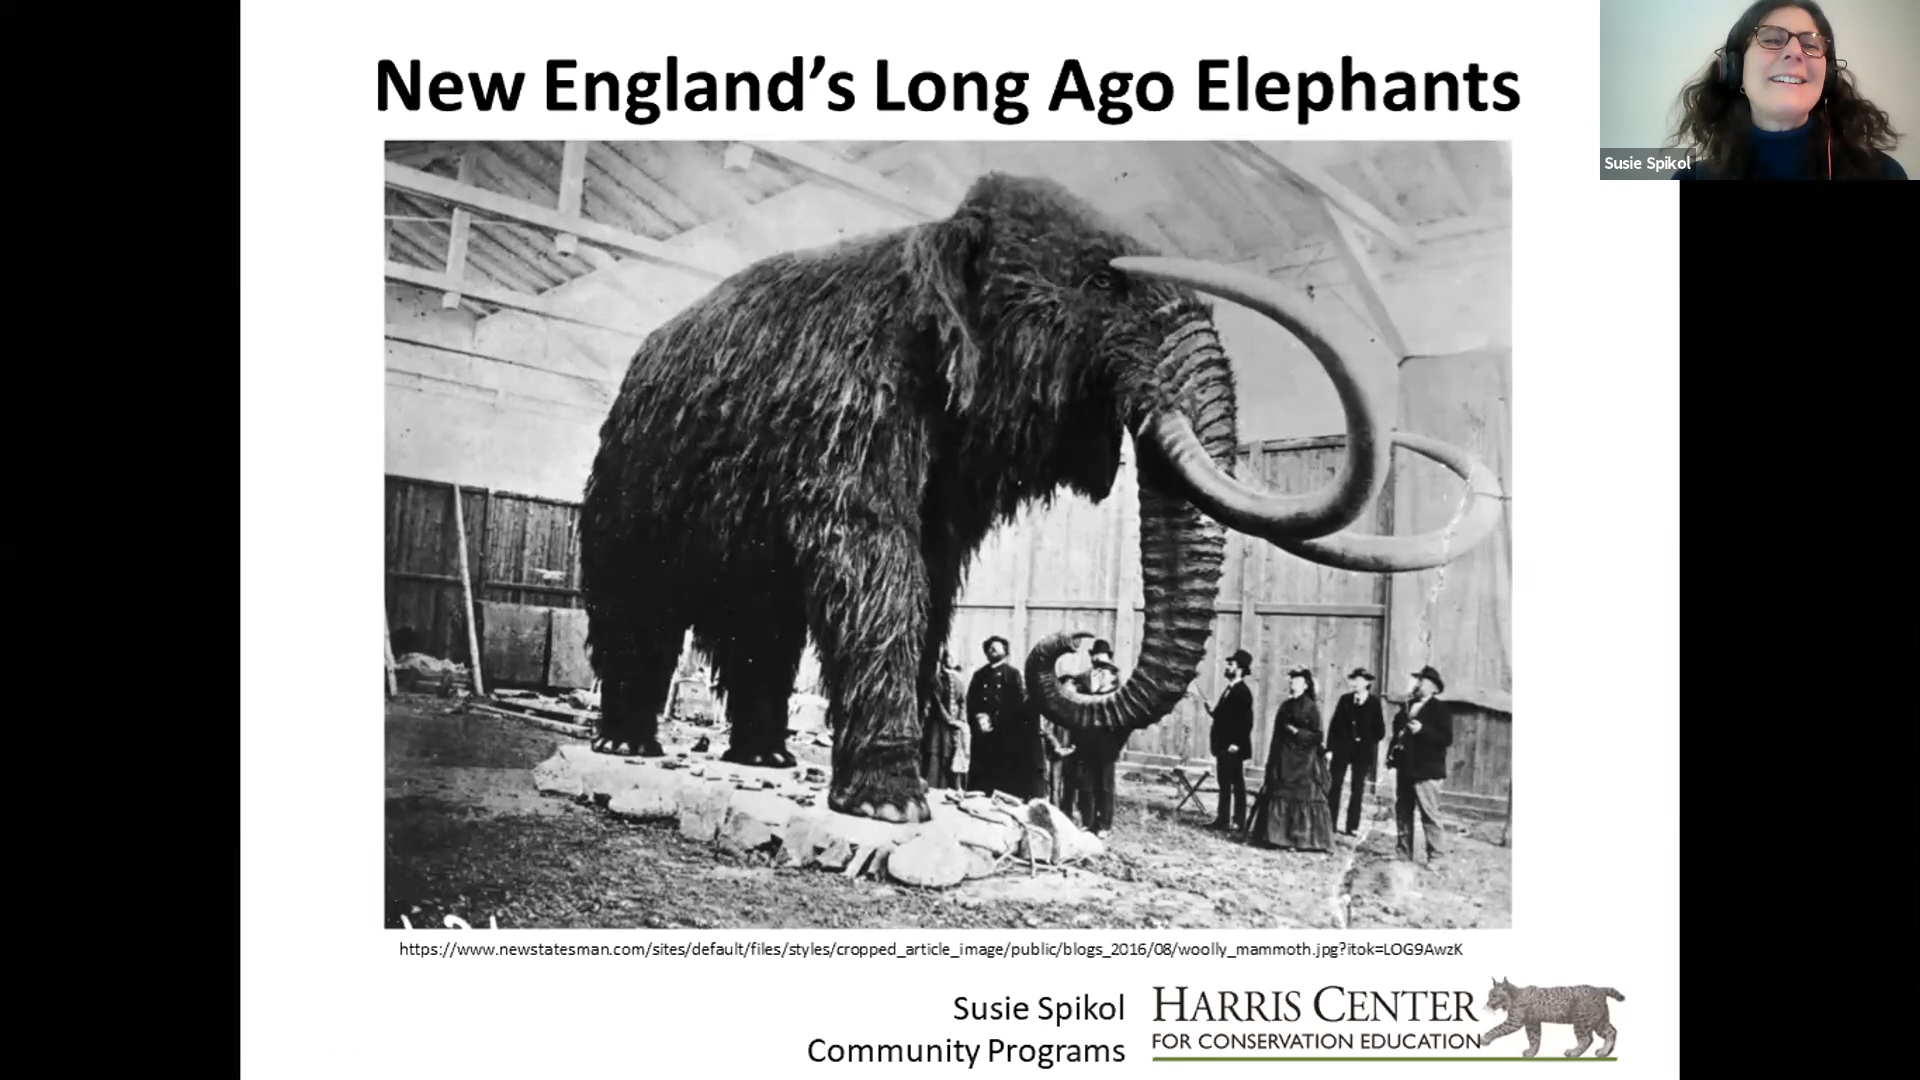 New England’s Long Ago Elephants
Susie Spikol
https://www.newstatesman.com/sites/default/files/styles/cropped_article_image/public/blogs_2016/08/woolly_mammoth.jpg?itok=LOG9AwzK
Susie Spikol
Community Programs
HARRIS CENTER
FOR CONSERVATION EDUCATION